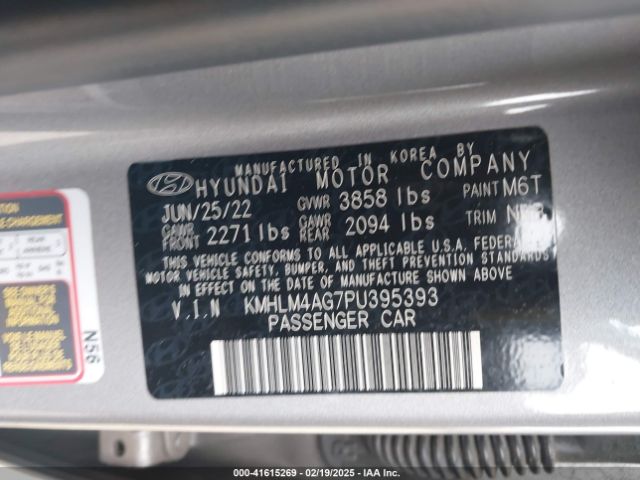 MANUFACTURED IN KOREA BY
HYUNDAI MOTOR COMPANY
JUN/25/22 GVWR 3858 lbs PAINT M6T
GAWR FRONT 2271 lbs GAWR REAR 2094 lbs TRIM
THIS VEHICLE CONFORMS TO ALL APPLICABLE U.S.A. FEDERAL
MOTOR VEHICLE SAFETY, BUMPER, AND THEFT PREVENTION STANDARDS
IN EFFECT ON THE DATE OF MANUFACTURE SHOWN ABOVE.
V.I.N KMHLM4AG7PU395393
PASSENGER CAR
N56
000-41615269 - 02/19/2025 - IAA Inc.